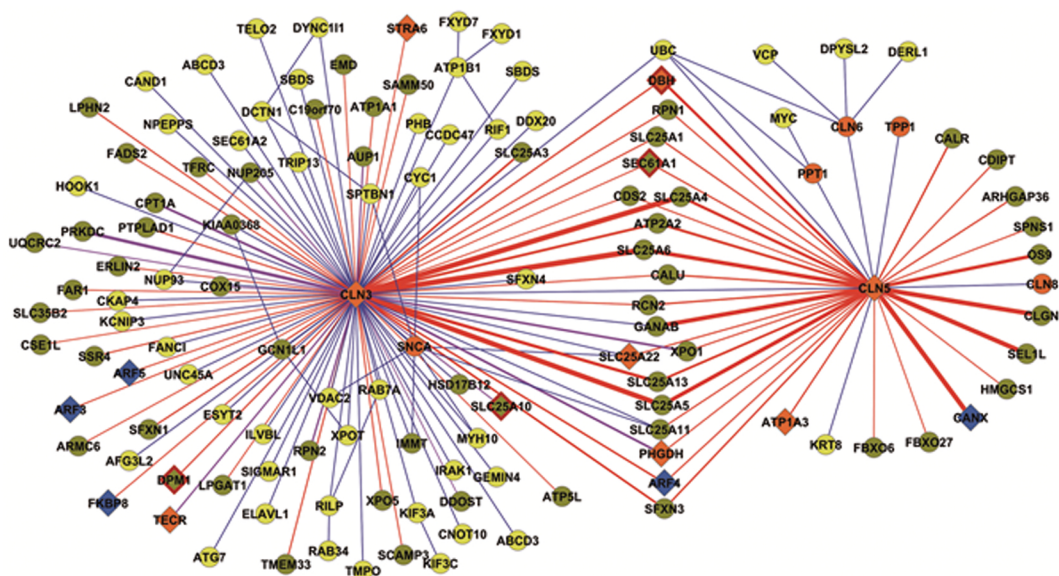 TELO2
DYNC1I1
STRA6
FXYD7
FXYD1
UBC
VCP
DPYSL2
DERL1
ABCD3
EMD
ATP1B1
CAND1
SBDS
SAMM50
SBDS
DBH
LPHN2
DCTN1
C19orf70
ATP1A1
RPN1
MYC
CLN6
TPP1
NPEPPS
PHB
CCDC47
RIF1
DDX20
SLC25A1
CALR
SEC61A2
FADS2
TFRC
NUP205
TRIP13
AUP1
SLC25A3
SEC61A1
PPT1
CDIPT
HOOK1
SPTBN1
CYC1
CDS2
SLC25A4
ARHGAP36
CPT1A
KIAA0368
ATP2A2
SPNS1
PRKDC
PTPLAD1
UQCRC2
SLC25A6
OS9
ERLIN2
NUP93
SFXN4
CALU
FAR1
COX15
CLN3
CLN5
CLN8
CKAP4
SLC35B2
KCNIP3
RCN2
GANAB
CLGN
CSE1L
SSR4
FANCI
GCN1L1
SNCA
SLC25A22
XPO1
SEL1L
ARF5
UNC45A
RAB7A
HSD17B12
SLC25A13
HMGCS1
ARF3
ESYT2
VDAC2
SLC25A10
SLC25A5
ATP1A3
CANX
ARMC6
SFXN1
ILVBL
XPOT
IMMT
MYH10
SLC25A11
KRT8
FBXO6
FBXO27
AFG3L2
SIGMAR1
RPN2
IRAK1
GEMIN4
PHGDH
DPM1
LPGAT1
XPO5
DDOST
ATP5L
ARF4
FKBP8
TECR
ELAVL1
RILP
KIF3A
CNOT10
ABCD3
SFXN3
ATG7
TMEM33
RAB34
TMPO
SCAMP3
KIF3C